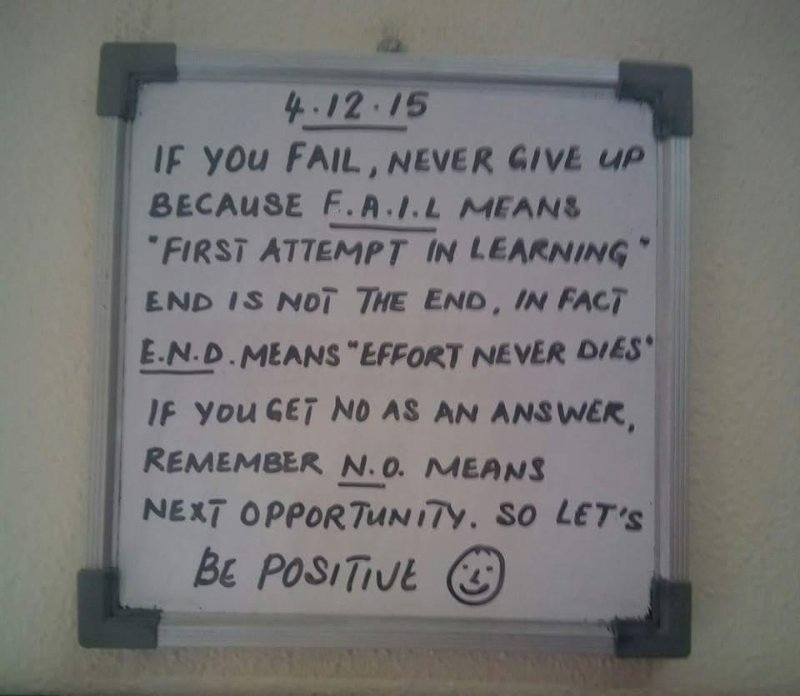 4.12.15
IF YOU FAIL, NEVER GIVE UP
BECAUSE F.A.I.L MEANS
"FIRST ATTEMPT IN LEARNING"
END IS NOT THE END, IN FACT
E.N.D. MEANS "EFFORT NEVER DIES"
IF YOU GET NO AS AN ANSWER,
REMEMBER N.O. MEANS
NEXT OPPORTUNITY. SO LET'S
BE POSITIVE